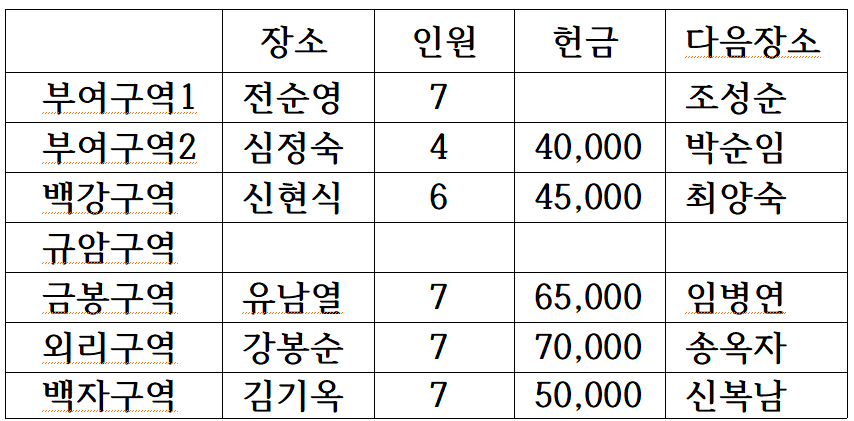 장소 인원 헌금 다음장소
부여구역1 전순영 7 조성순
부여구역2 심정숙 4 40,000 박순임
백강구역 신현식 6 45,000 최양숙
규암구역
금봉구역 유남열 7 65,000 임병연
외리구역 강봉순 7 70,000 송옥자
백자구역 김기옥 7 50,000 신복남